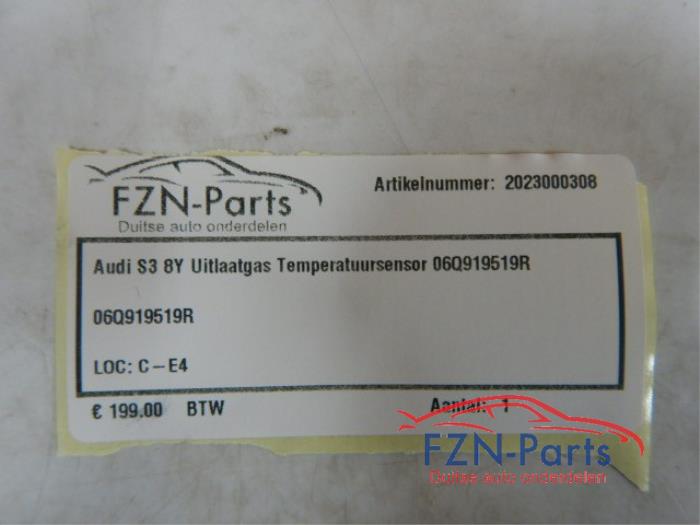 FZN-Parts
Duitse auto onderdelen
Artikelnummer: 2023000308
Audi S3 8Y Uitlaatgas Temperatuursensor 06Q919519R
06Q919519R
LOC: C-E4
€ 199.00 BTW
Aantal: 1
FZN-Parts
Duitse auto onderdelen